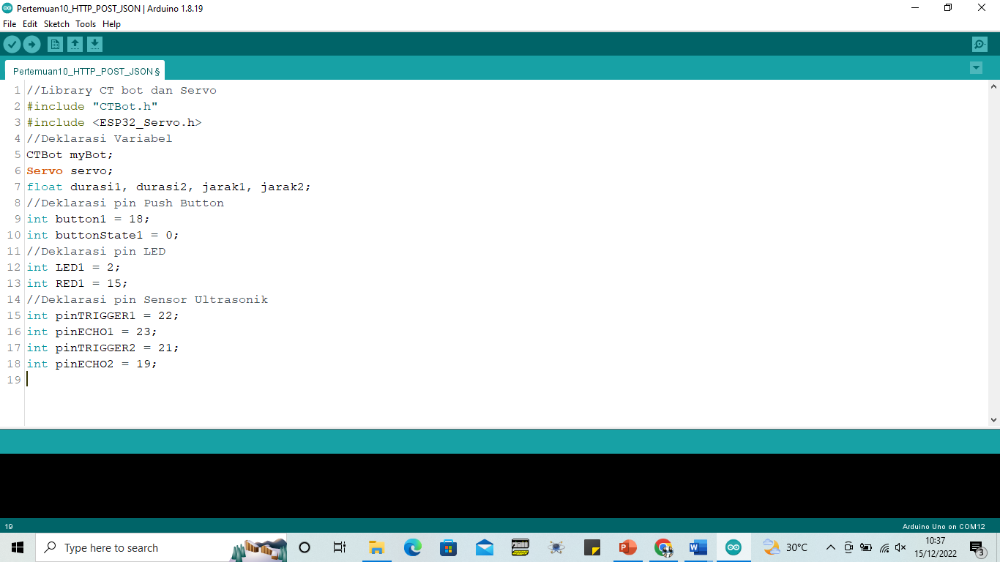 Pertemuan10_HTTP_POST_JSON | Arduino 1.8.19
File Edit Sketch Tools Help
Pertemuan10_HTTP_POST_JSON §
1 //Library CT bot dan Servo
2 #include "CTBot.h"
3 #include <ESP32_Servo.h>
4 //Deklarasi Variabel
5 CTBot myBot;
6 Servo servo;
7 float durasi1, durasi2, jarak1, jarak2;
8 //Deklarasi pin Push Button
9 int button1 = 18;
10 int buttonState1 = 0;
11 //Deklarasi pin LED
12 int LED1 = 2;
13 int RED1 = 15;
14 //Deklarasi pin Sensor Ultrasonik
15 int pinTRIGGER1 = 22;
16 int pinECHO1 = 23;
17 int pinTRIGGER2 = 21;
18 int pinECHO2 = 19;
19
19 Arduino Uno on COM12
Type here to search
30°C
10:37
15/12/2022
3